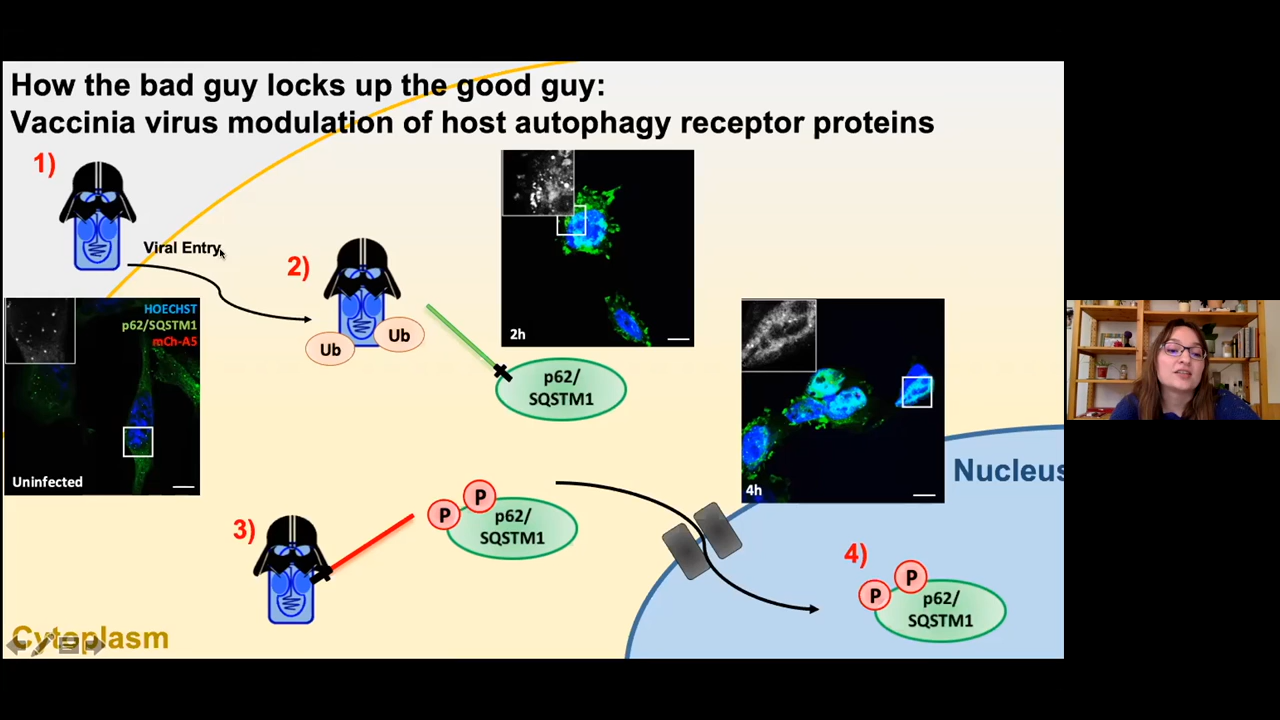 How the bad guy locks up the good guy:
Vaccinia virus modulation of host autophagy receptor proteins
1)
Viral Entry
HOECHST
p62/SQSTM1
mCh-A5
Uninfected
2)
Ub
Ub
p62/
SQSTM1
2h
3)
P
P
p62/
SQSTM1
4h
Nucleus
4)
P
P
p62/
SQSTM1
Cytoplasm